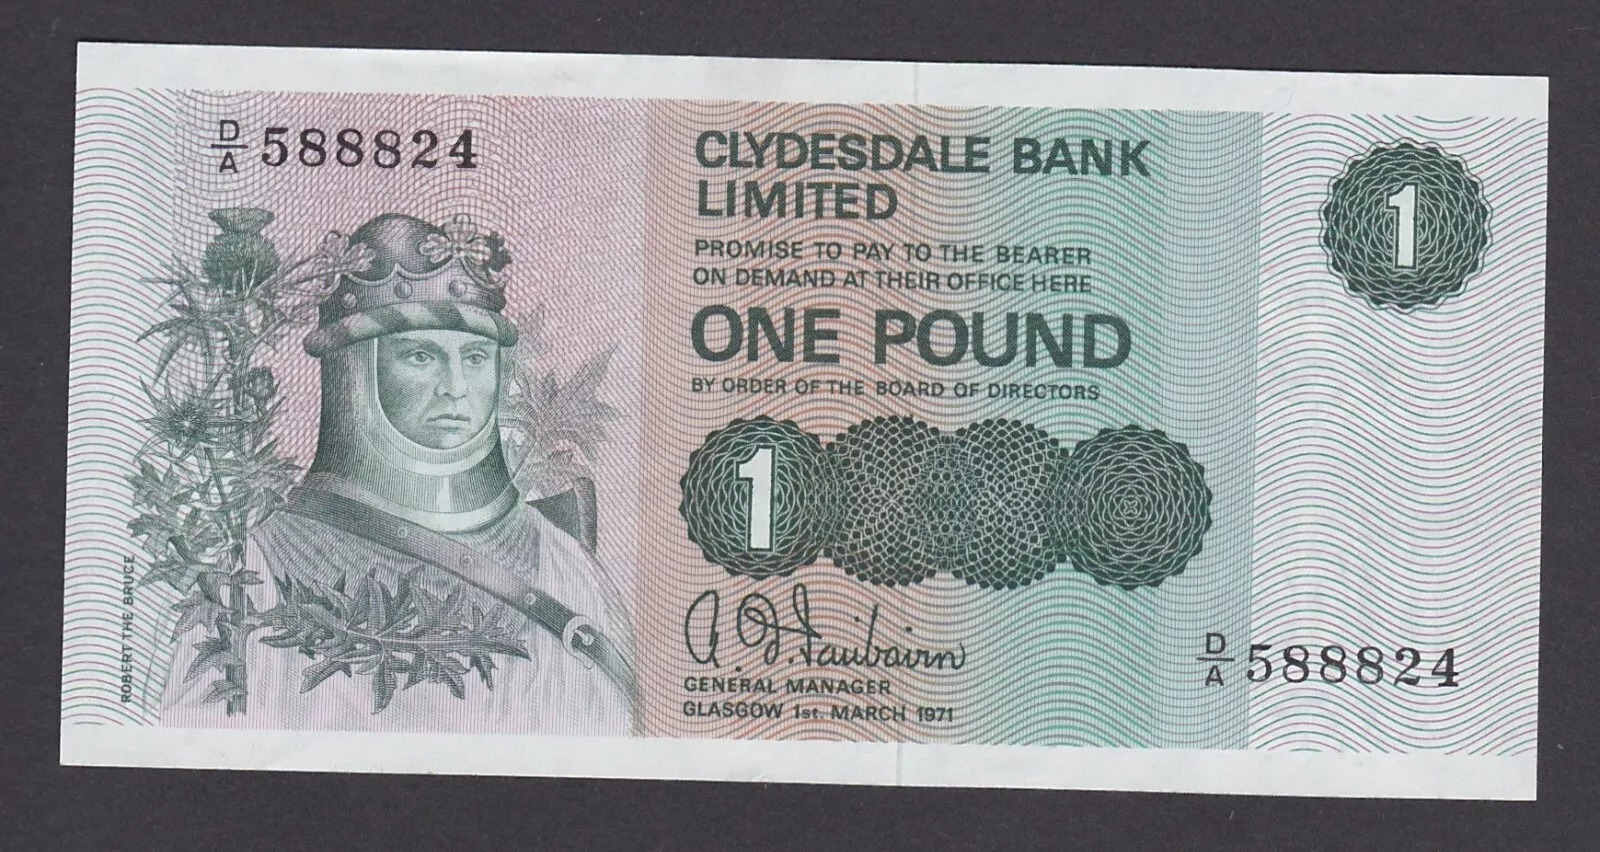 D/A 588824
CLYDESDALE BANK
LIMITED
PROMISE TO PAY TO THE BEARER
ON DEMAND AT THEIR OFFICE HERE
ONE POUND
BY ORDER OF THE BOARD OF DIRECTORS
1
1
A. D. Fairbairn
GENERAL MANAGER
GLASGOW 1st. MARCH 1971
D/A 588824
ROBERT THE BRUCE